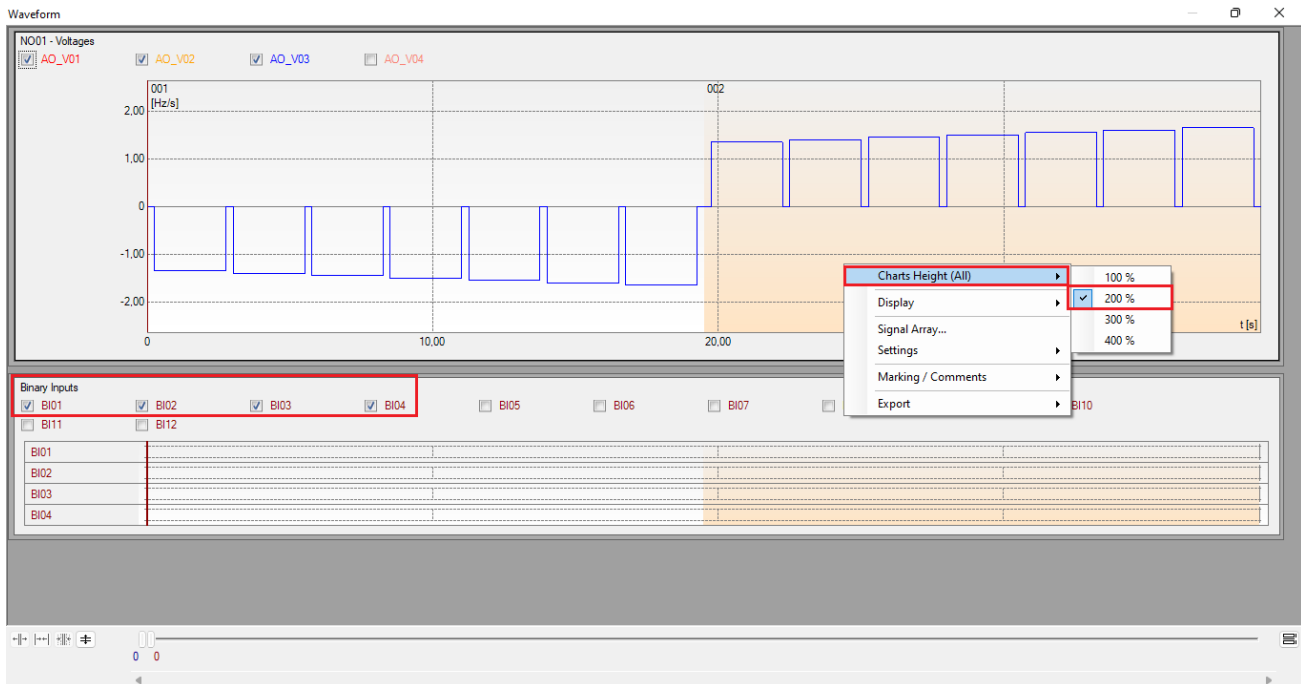 Waveform
NO01 - Voltages
AO_V01 AO_V02 AO_V03 AO_V04
001 002
[Hz/s]
2,00
1,00
0
-1,00
-2,00
t [s]
0 10,00 20,00
Charts Height (All)
Display
Signal Array...
Settings
Marking / Comments
Export
100 %
200 %
300 %
400 %
Binary Inputs
BI01 BI02 BI03 BI04 BI05 BI06 BI07 BI10
BI11 BI12
BI01
BI02
BI03
BI04
0 0